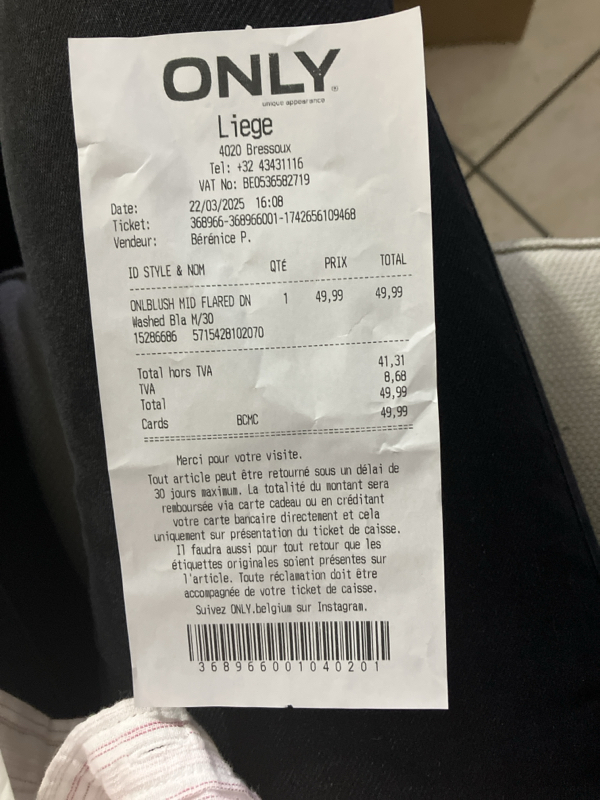 ONLY®
unique appearance
Liege
4020 Bressoux
Tel: +32 43431116
VAT No: BE0536582719
Date: 22/03/2025 16:08
Ticket: 368966-368966001-1742656109468
Vendeur: Bérénice P.
ID STYLE & NOM QTÉ PRIX TOTAL
ONLBLUSH MID FLARED DN 1 49,99 49,99
Washed Bla M/30
15286686 5715428102070
Total hors TVA 41,31
TVA 8,68
Total 49,99
Cards BCMC 49,99
Merci pour votre visite.
Tout article peut être retourné sous un délai de
30 jours maximum. La totalité du montant sera
remboursée via carte cadeau ou en créditant
votre carte bancaire directement et cela
uniquement sur présentation du ticket de caisse.
Il faudra aussi pour tout retour que les
étiquettes originales soient présentes sur
l'article. Toute réclamation doit être
accompagnée de votre ticket de caisse.
Suivez ONLY.belgium sur Instagram.
368966001040201